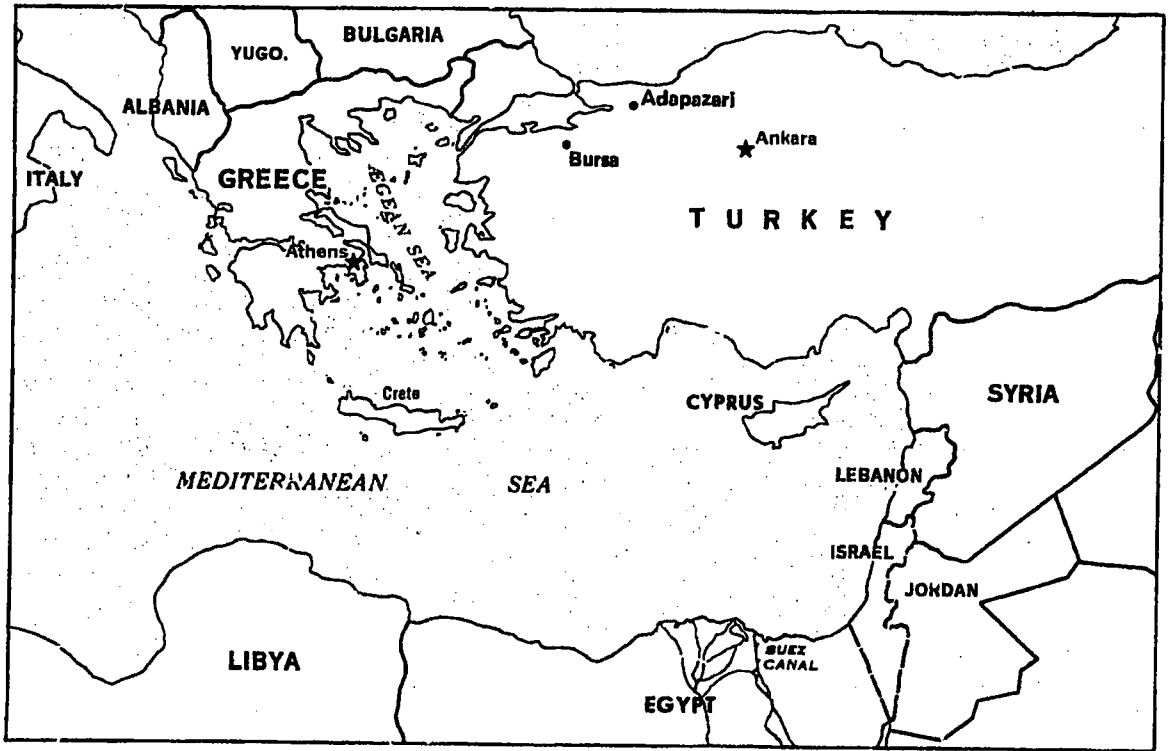 YUGO.
BULGARIA
ALBANIA
Adapazari
Ankara
Bursa
ITALY
GREECE
ÆGEAN SEA
TURKEY
Athens
Crete
CYPRUS
SYRIA
MEDITERRANEAN SEA
LEBANON
ISRAEL
JORDAN
LIBYA
SUEZ
CANAL
EGYPT